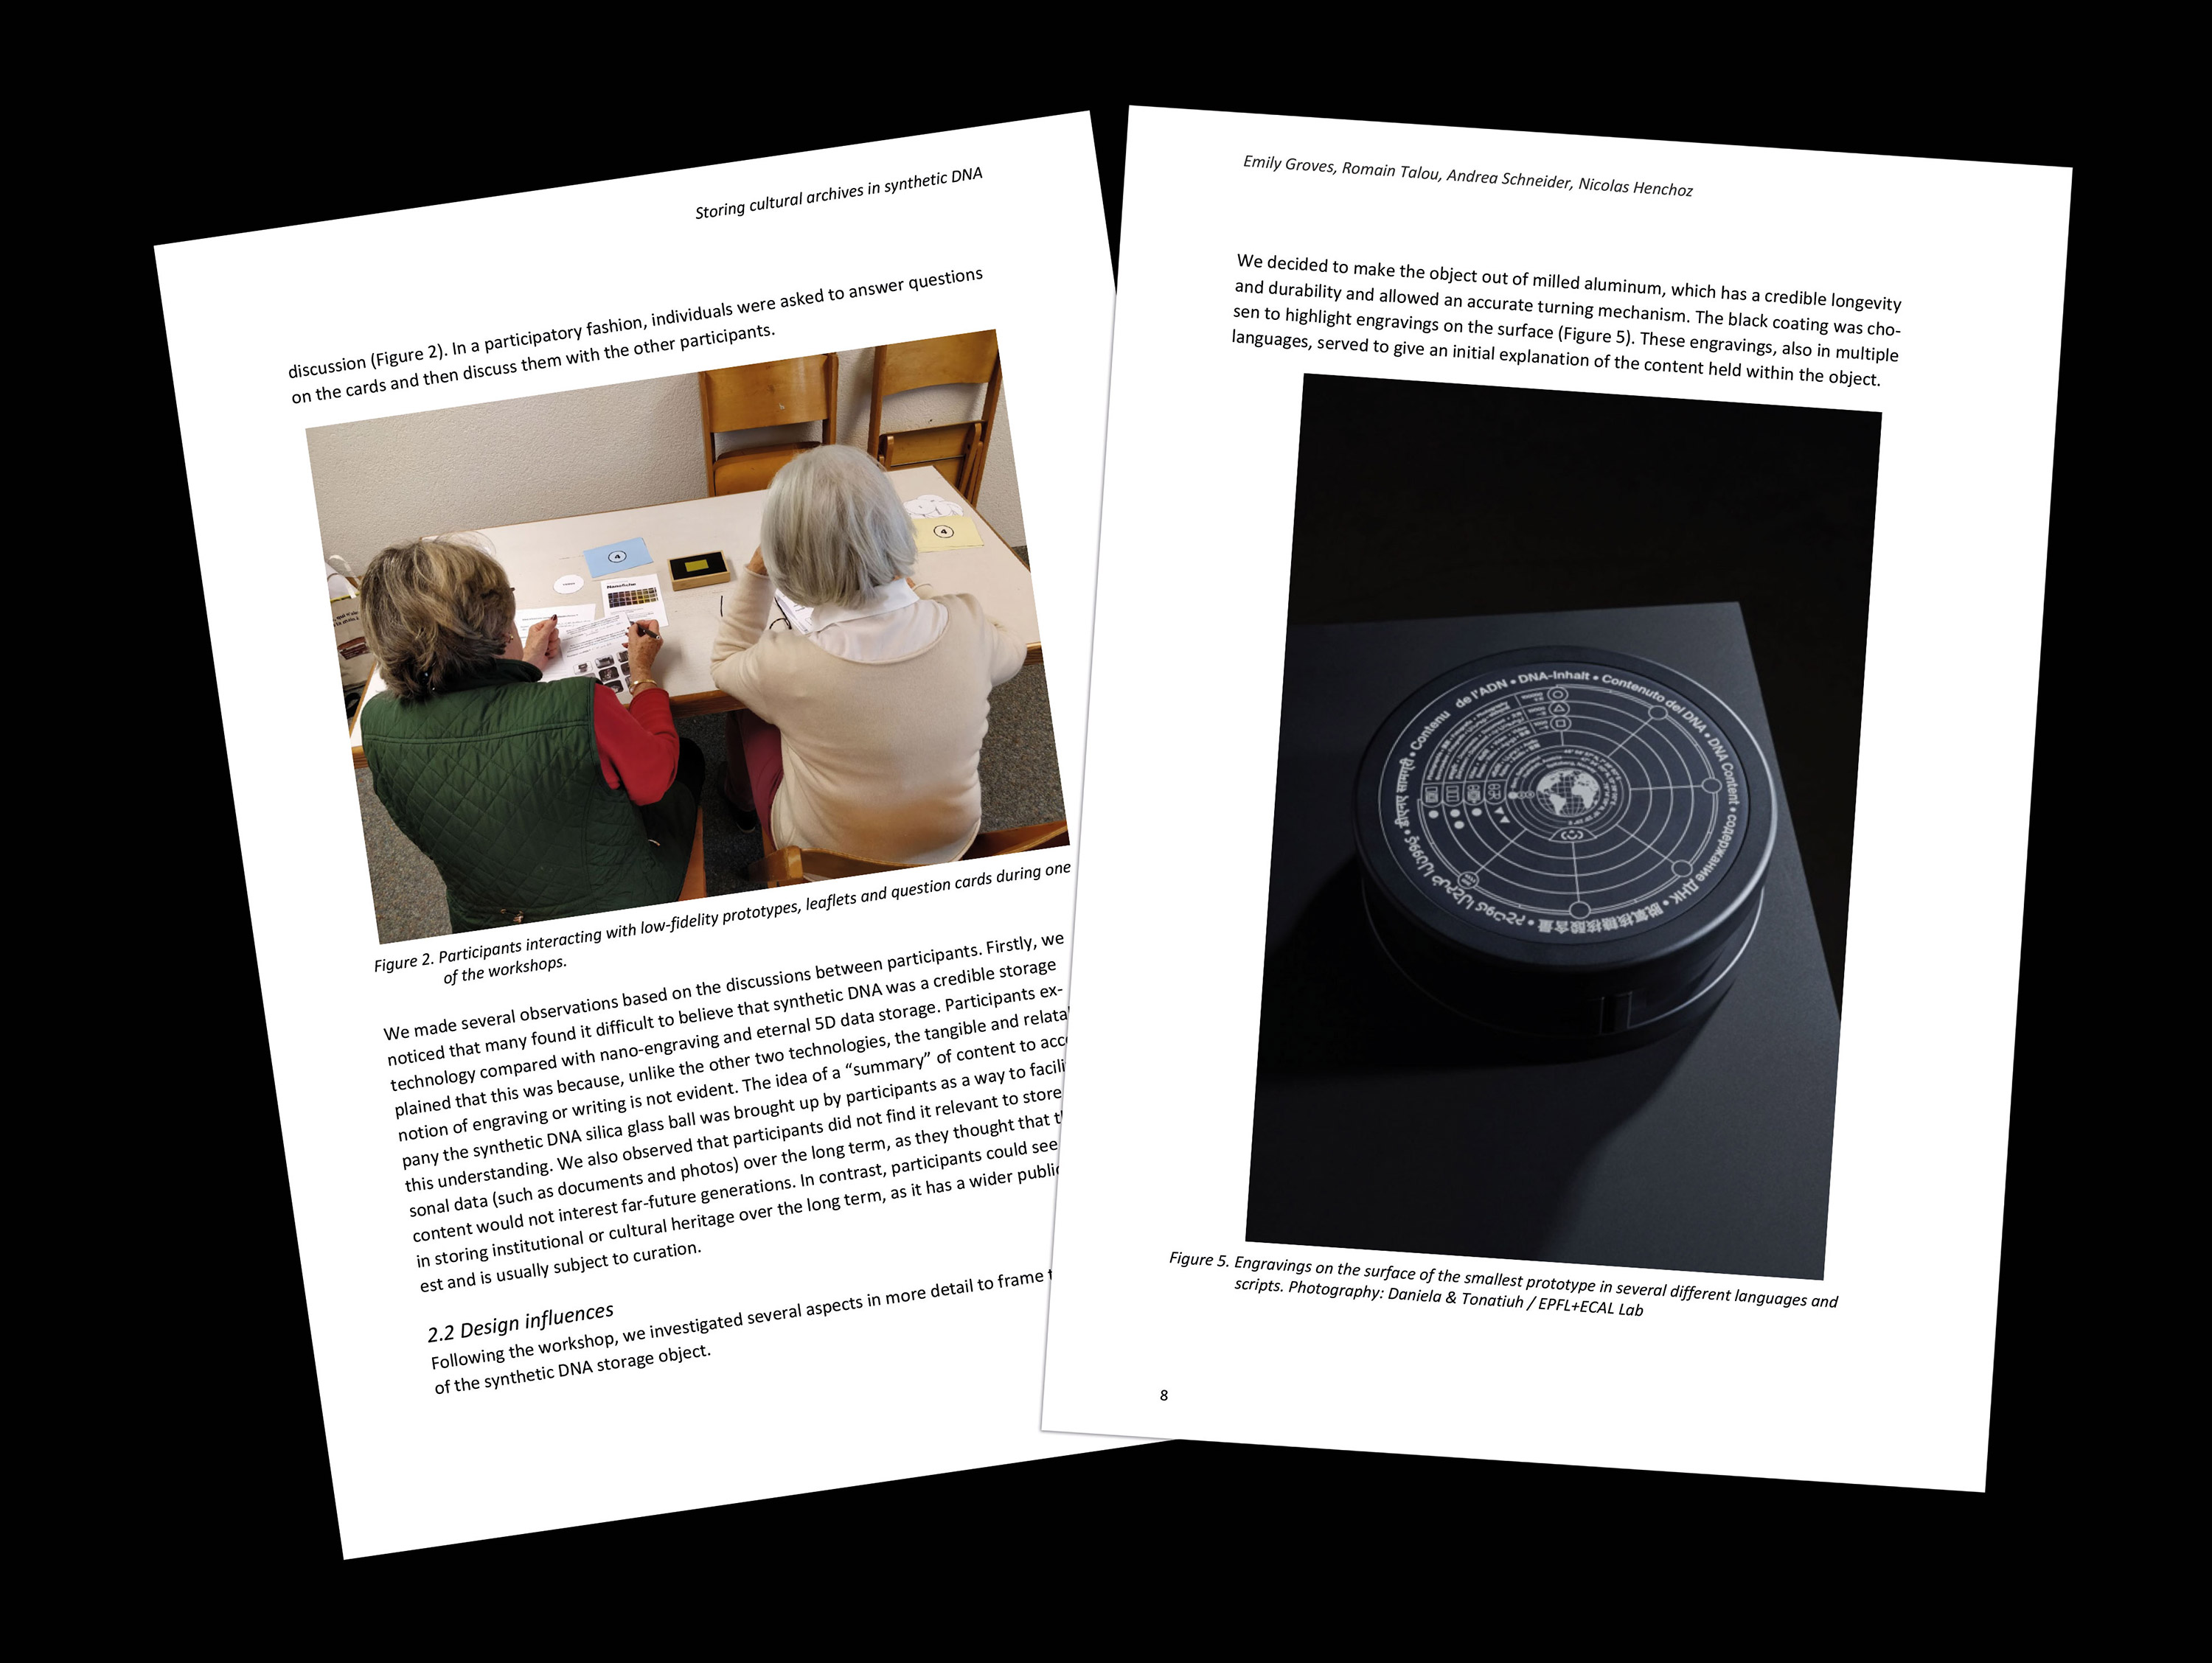 Storing cultural archives in synthetic DNA
discussion (Figure 2). In a participatory fashion, individuals were asked to answer questions
on the cards and then discuss them with the other participants.
4
4
Nanofiche
Figure 2. Participants interacting with low-fidelity prototypes, leaflets and question cards during one
of the workshops.
We made several observations based on the discussions between participants. Firstly, we
noticed that many found it difficult to believe that synthetic DNA was a credible storage
technology compared with nano-engraving and eternal 5D data storage. Participants ex-
plained that this was because, unlike the other two technologies, the tangible and relata
notion of engraving or writing is not evident. The idea of a “summary” of content to acc
pany the synthetic DNA silica glass ball was brought up by participants as a way to facili
this understanding. We also observed that participants did not find it relevant to store
sonal data (such as documents and photos) over the long term, as they thought that t
content would not interest far-future generations. In contrast, participants could see
in storing institutional or cultural heritage over the long term, as it has a wider public
est and is usually subject to curation.
2.2 Design influences
Following the workshop, we investigated several aspects in more detail to frame t
of the synthetic DNA storage object.
Emily Groves, Romain Talou, Andrea Schneider, Nicolas Henchoz
We decided to make the object out of milled aluminum, which has a credible longevity
and durability and allowed an accurate turning mechanism. The black coating was cho-
sen to highlight engravings on the surface (Figure 5). These engravings, also in multiple
languages, served to give an initial explanation of the content held within the object.
Contenu de l'ADN • DNA-Inhalt • Contenuto del DNA • DNA Content • содержание ДНК • 脱氧核糖核酸含量 • डीएनए सामग्री •
Figure 5. Engravings on the surface of the smallest prototype in several different languages and
scripts. Photography: Daniela & Tonatiuh / EPFL+ECAL Lab
8